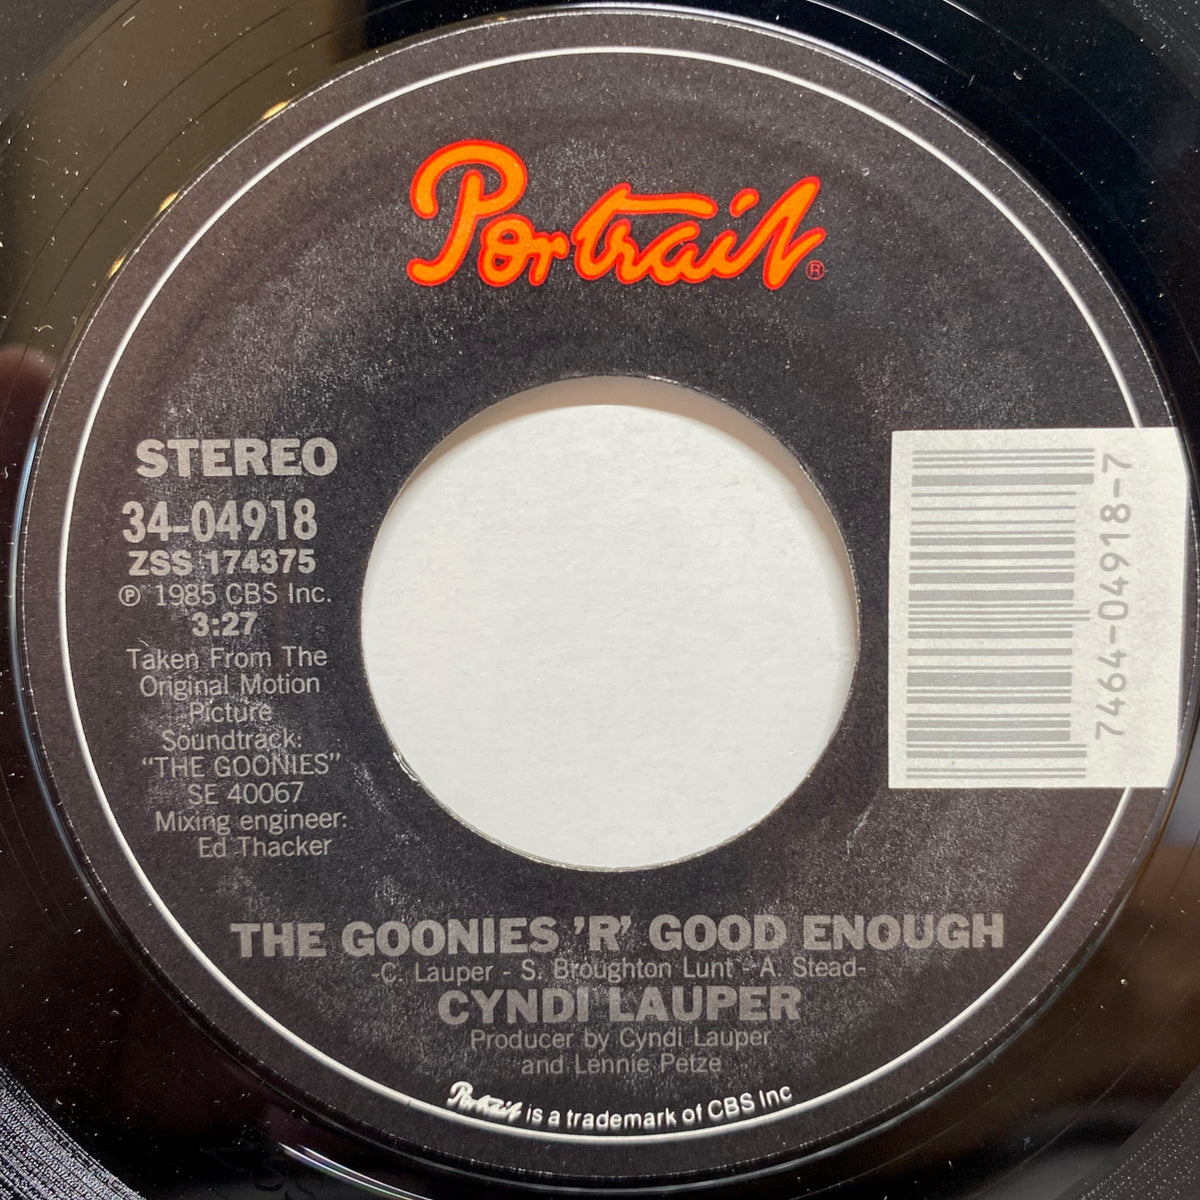 Portrait®
STEREO
34-04918
ZSS 174375
℗ 1985 CBS Inc.
3:27
Taken From The
Original Motion
Picture
Soundtrack:
“THE GOONIES”
SE 40067
Mixing engineer:
Ed Thacker
7464-04918-7
THE GOONIES 'R' GOOD ENOUGH
-C. Lauper - S. Broughton Lunt - A. Stead-
CYNDI LAUPER
Producer by Cyndi Lauper
and Lennie Petze
Portrait is a trademark of CBS Inc